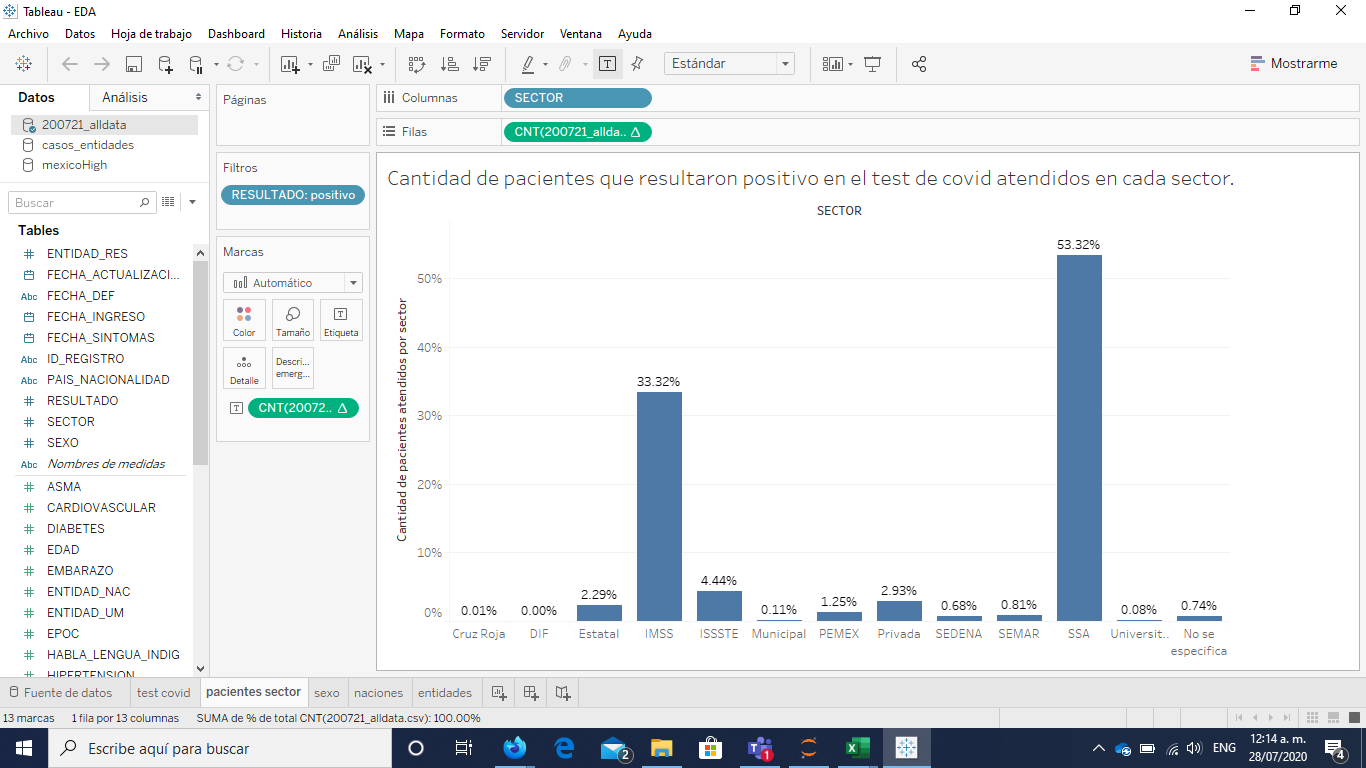 Tableau - EDA
Archivo Datos Hoja de trabajo Dashboard Historia Análisis Mapa Formato Servidor Ventana Ayuda
Estándar
Mostrarme
Datos Análisis
200721_alldata
casos_entidades
mexicoHigh
Buscar
Tables
ENTIDAD_RES
FECHA_ACTUALIZACI...
Abc FECHA_DEF
FECHA_INGRESO
FECHA_SINTOMAS
Abc ID_REGISTRO
Abc PAIS_NACIONALIDAD
RESULTADO
SECTOR
SEXO
Abc Nombres de medidas
ASMA
CARDIOVASCULAR
DIABETES
EDAD
EMBARAZO
ENTIDAD_NAC
ENTIDAD_UM
EPOC
HABLA_LENGUA_INDIG
HIPERTENSION
Páginas
Filtros
RESULTADO: positivo
Marcas
Automático
Color Tamaño Etiqueta
Detalle Descri... emerg...
CNT(20072.. Δ
Columnas SECTOR
Filas CNT(200721_allda.. Δ
Cantidad de pacientes que resultaron positivo en el test de covid atendidos en cada sector.
SECTOR
Cantidad de pacientes atendidos por sector
50%
40%
30%
20%
10%
0%
0.01% 0.00% 2.29% 33.32% 4.44% 0.11% 1.25% 2.93% 0.68% 0.81% 53.32% 0.08% 0.74%
Cruz Roja DIF Estatal IMSS ISSSTE Municipal PEMEX Privada SEDENA SEMAR SSA Universit.. No se especifica
Fuente de datos test covid pacientes sector sexo naciones entidades
13 marcas 1 fila por 13 columnas SUMA de % de total CNT(200721_alldata.csv): 100.00%
Escribe aquí para buscar
2
1
ENG
12:14 a. m.
28/07/2020
4